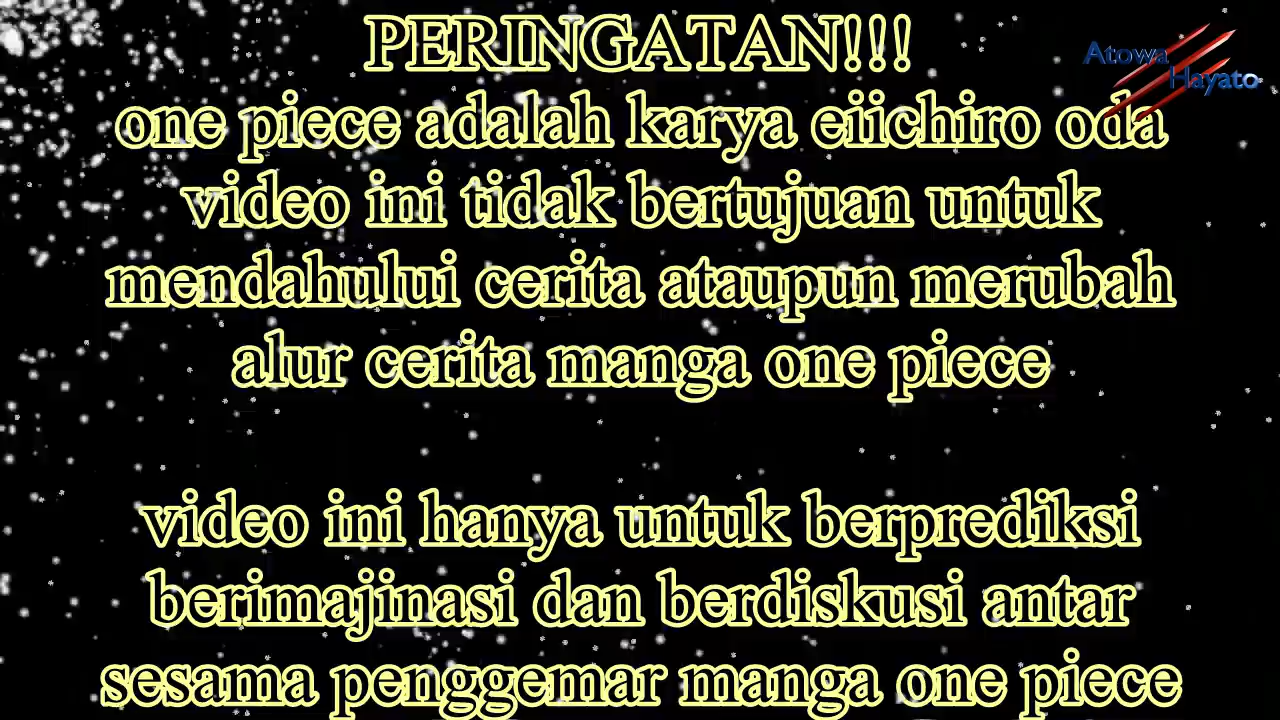 PERINGATAN!!!
Atowa
Hayato
one piece adalah karya eiichiro oda
video ini tidak bertujuan untuk
mendahului cerita ataupun merubah
alur cerita manga one piece
video ini hanya untuk berprediksi
berimajinasi dan berdiskusi antar
sesama penggemar manga one piece